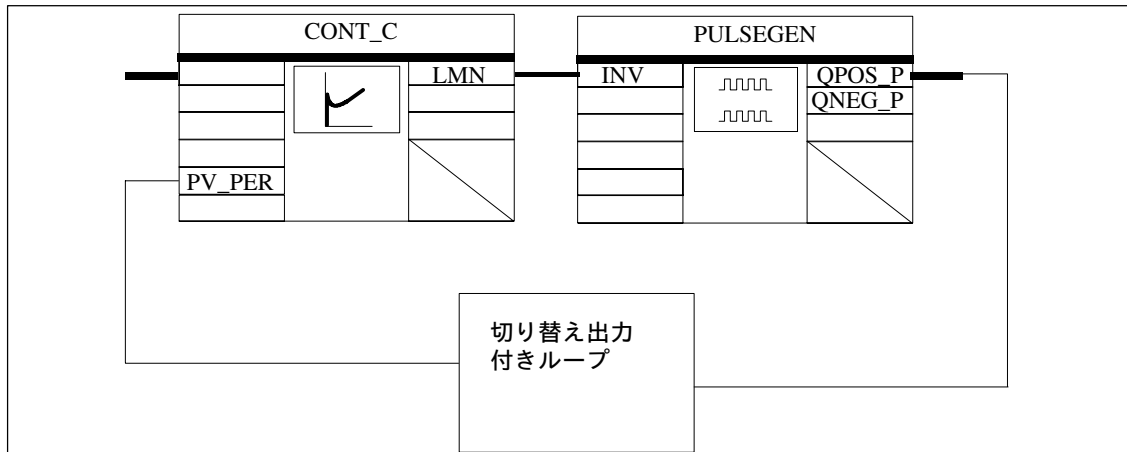 CONT_C
PULSEGEN
LMN
INV
QPOS_P
QNEG_P
PV_PER
切り替え出力
付きループ